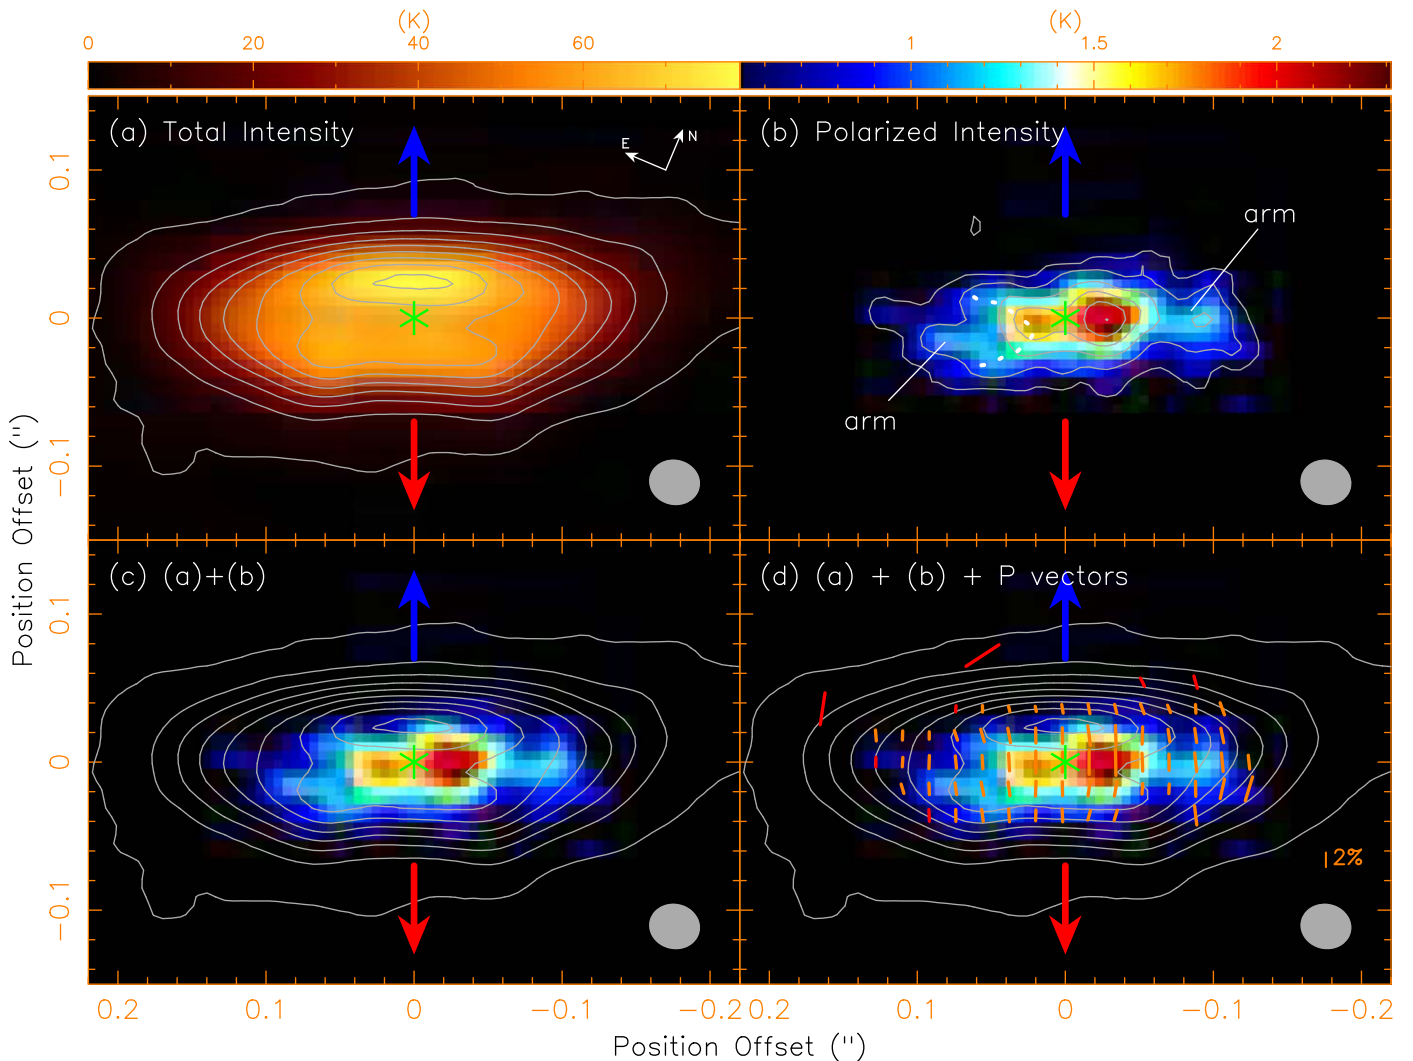 (K) (K)
0 20 40 60 1 1.5 2
(a) Total Intensity
E N
(b) Polarized Intensity
arm
arm
0.1
0
−0.1
(c) (a)+(b)
(d) (a) + (b) + P vectors
2%
0.1
0
−0.1
Position Offset ('')
0.2 0.1 0 −0.1 −0.2 0.2 0.1 0 −0.1 −0.2
Position Offset ('')